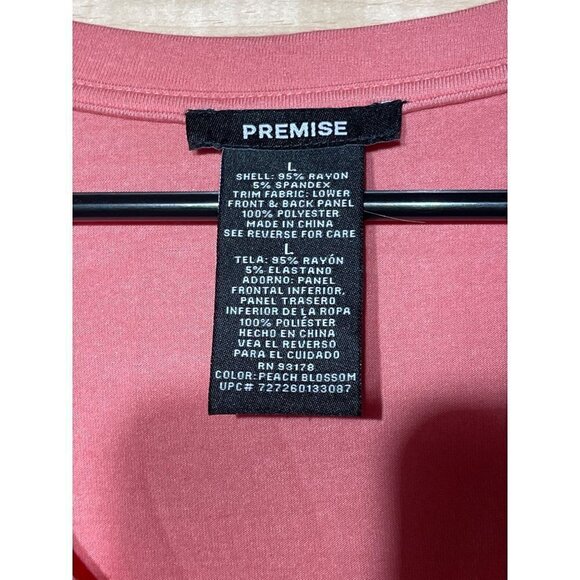 PREMISE
L
SHELL: 95% RAYON
5% SPANDEX
TRIM FABRIC: LOWER
FRONT & BACK PANEL
100% POLYESTER
MADE IN CHINA
SEE REVERSE FOR CARE
L
TELA: 95% RAYÓN
5% ELASTANO
ADORNO: PANEL
FRONTAL INFERIOR,
PANEL TRASERO
INFERIOR DE LA ROPA
100% POLIÉSTER
HECHO EN CHINA
VEA EL REVERSO
PARA EL CUIDADO
RN 93178
COLOR: PEACH BLOSSOM
UPC# 727260133087